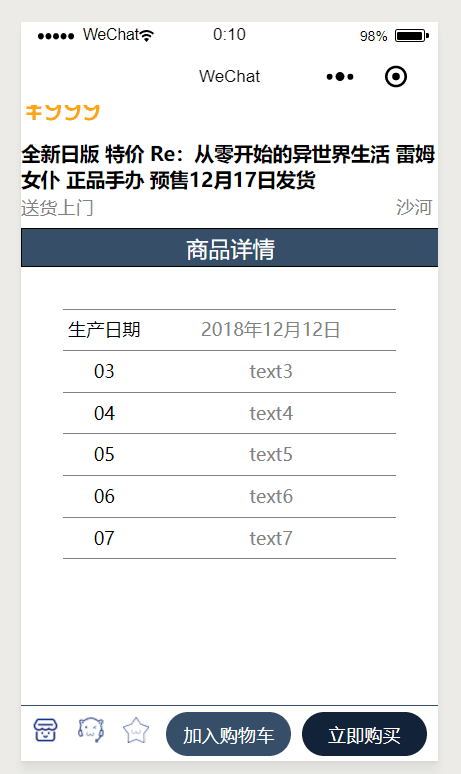 WeChat 0:10 98%
WeChat
¥999
全新日版 特价 Re：从零开始的异世界生活 雷姆
女仆 正品手办 预售12月17日发货
送货上门 沙河
商品详情
生产日期 2018年12月12日
03 text3
04 text4
05 text5
06 text6
07 text7
加入购物车 立即购买